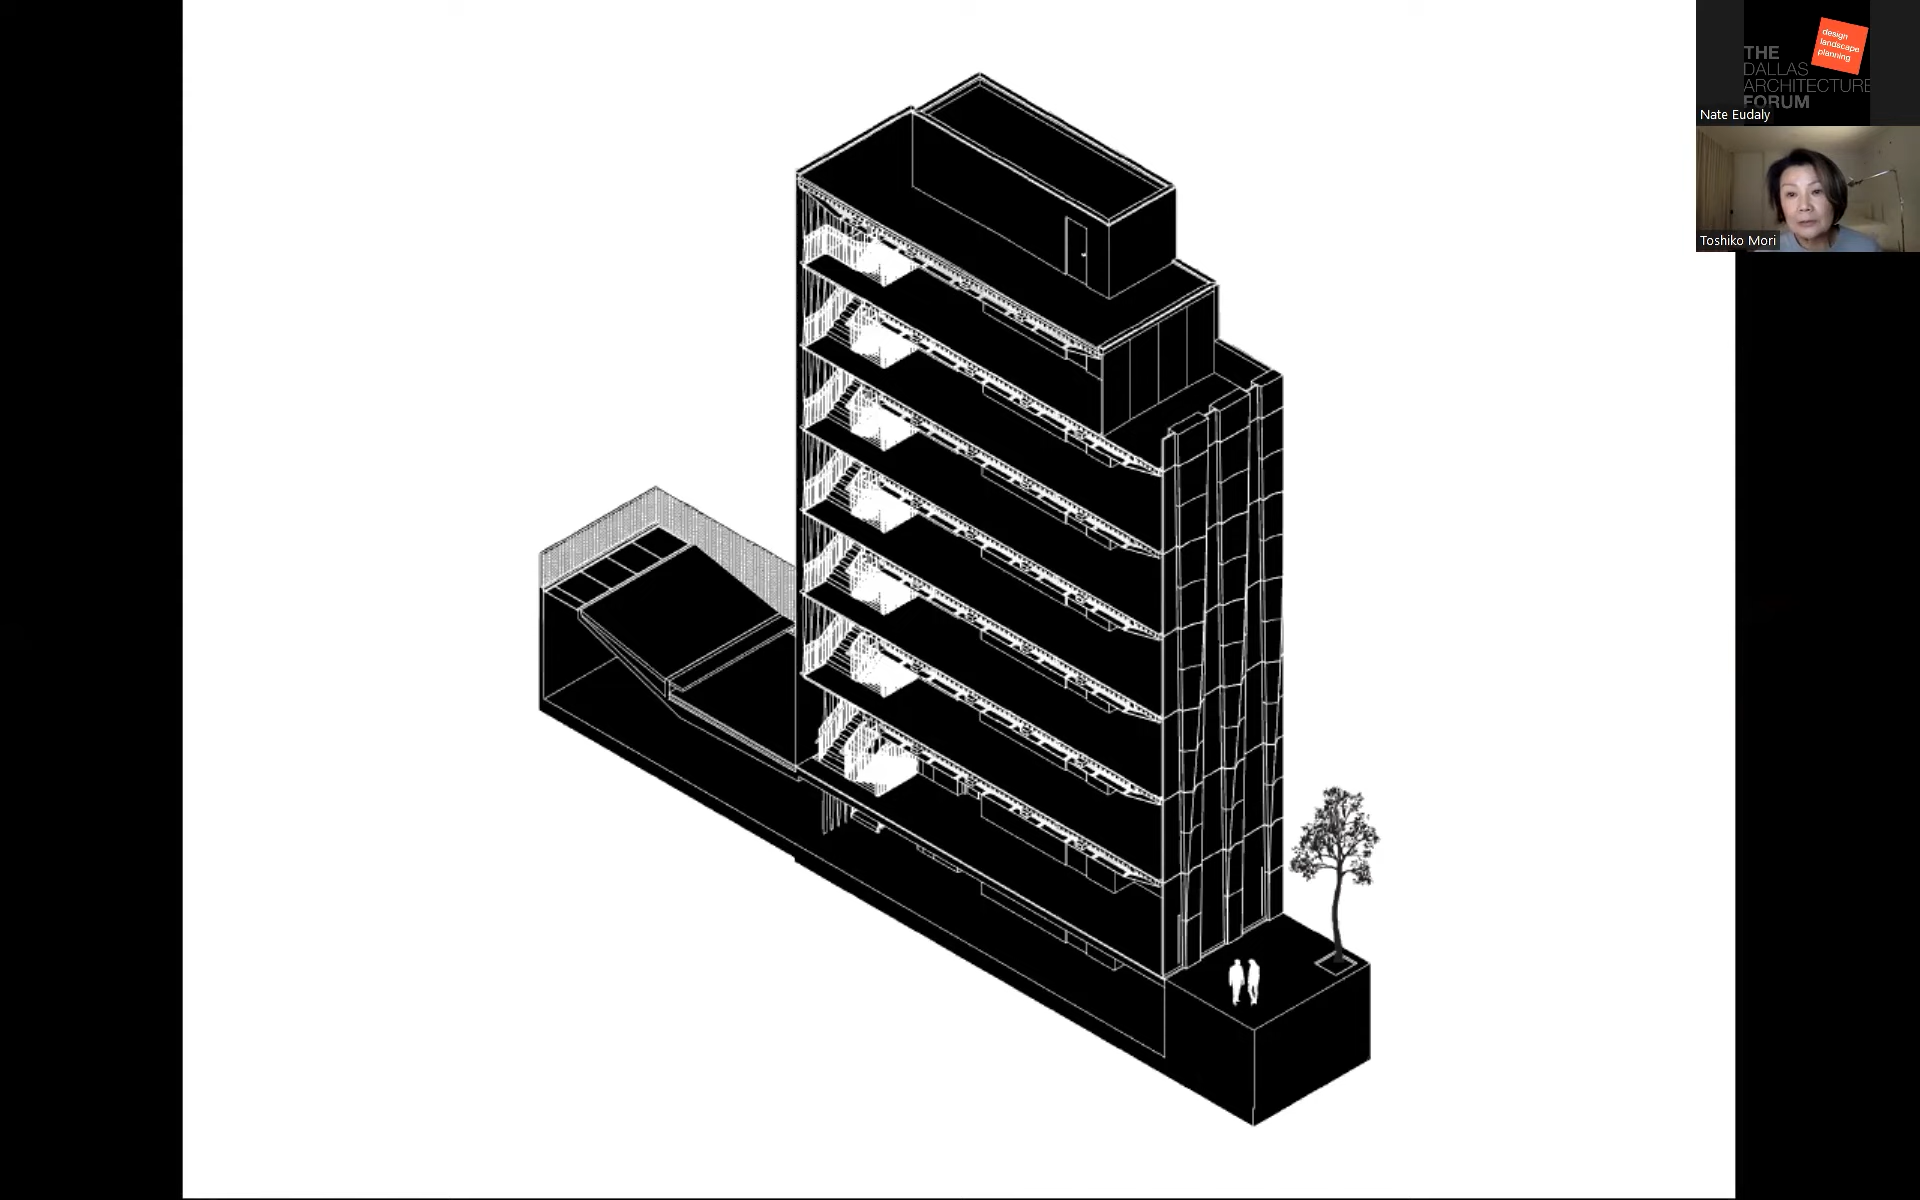 design
landscape
planning
THE
DALLAS
ARCHITECTURE
FORUM
Nate Eudaly
Toshiko Mori